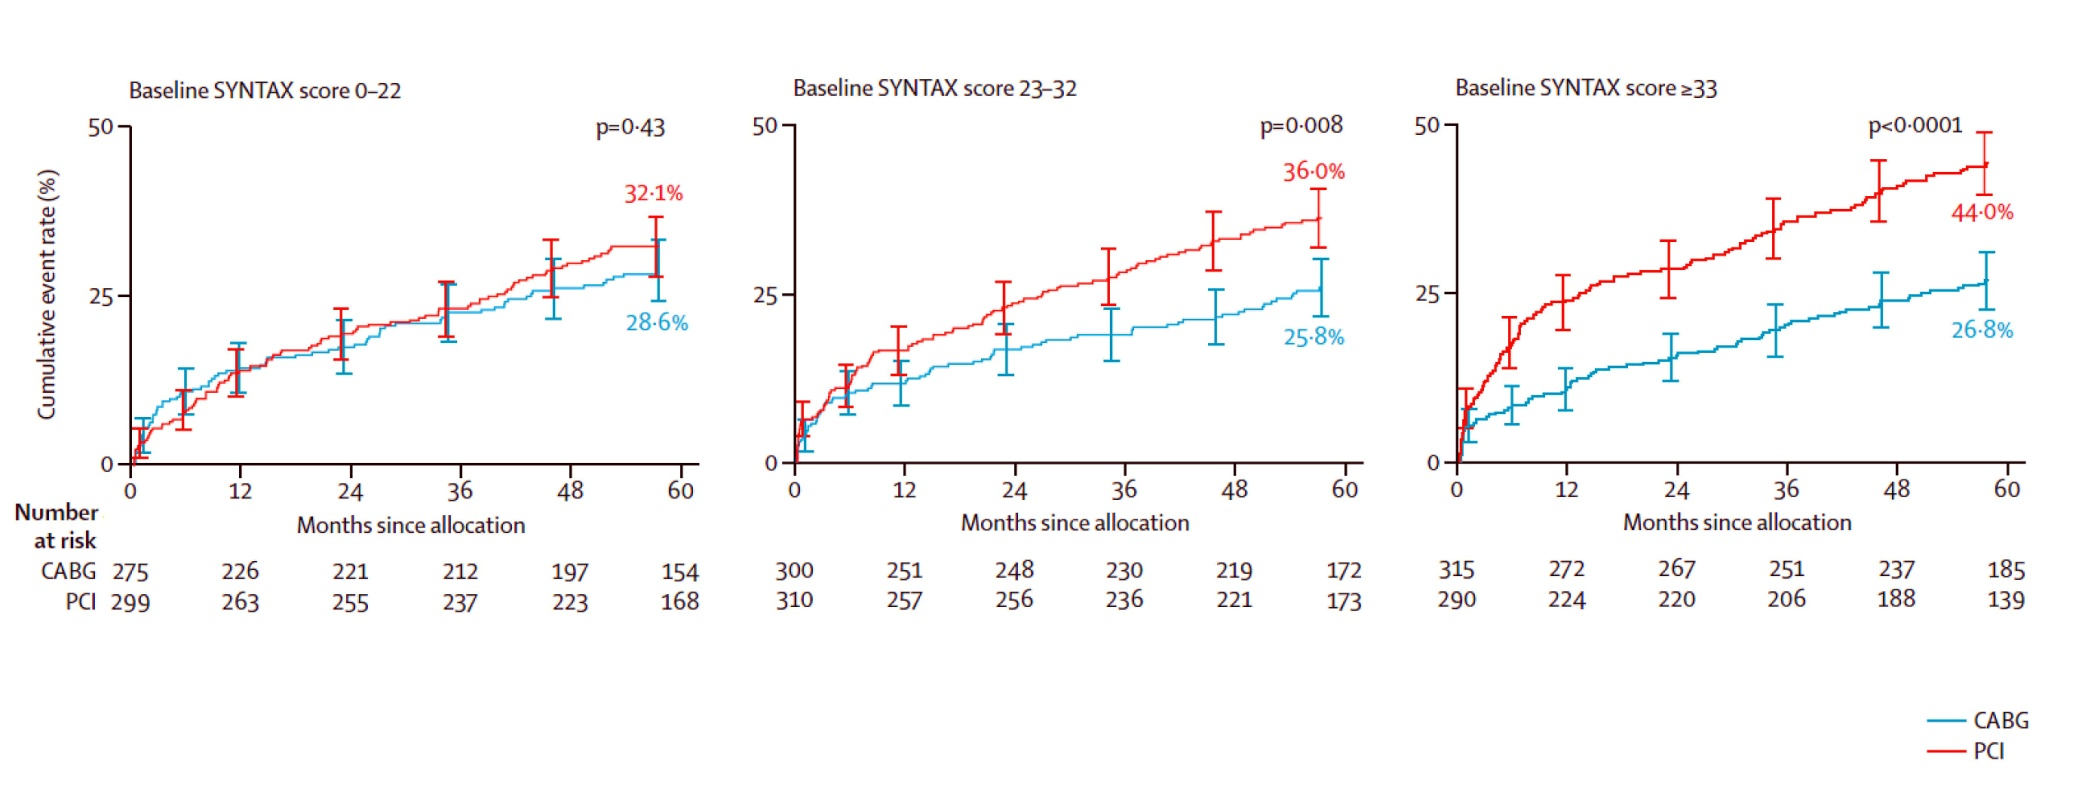 Baseline SYNTAX score 0–22
p=0·43
50
25
0
Cumulative event rate (%)
32·1%
28·6%
0 12 24 36 48 60
Months since allocation
Baseline SYNTAX score 23–32
p=0·008
50
25
0
36·0%
25·8%
0 12 24 36 48 60
Months since allocation
Baseline SYNTAX score ≥33
p<0·0001
50
25
0
44·0%
26·8%
0 12 24 36 48 60
Months since allocation
Number
at risk
CABG 275 226 221 212 197 154 300 251 248 230 219 172 315 272 267 251 237 185
PCI 299 263 255 237 223 168 310 257 256 236 221 173 290 224 220 206 188 139
CABG
PCI